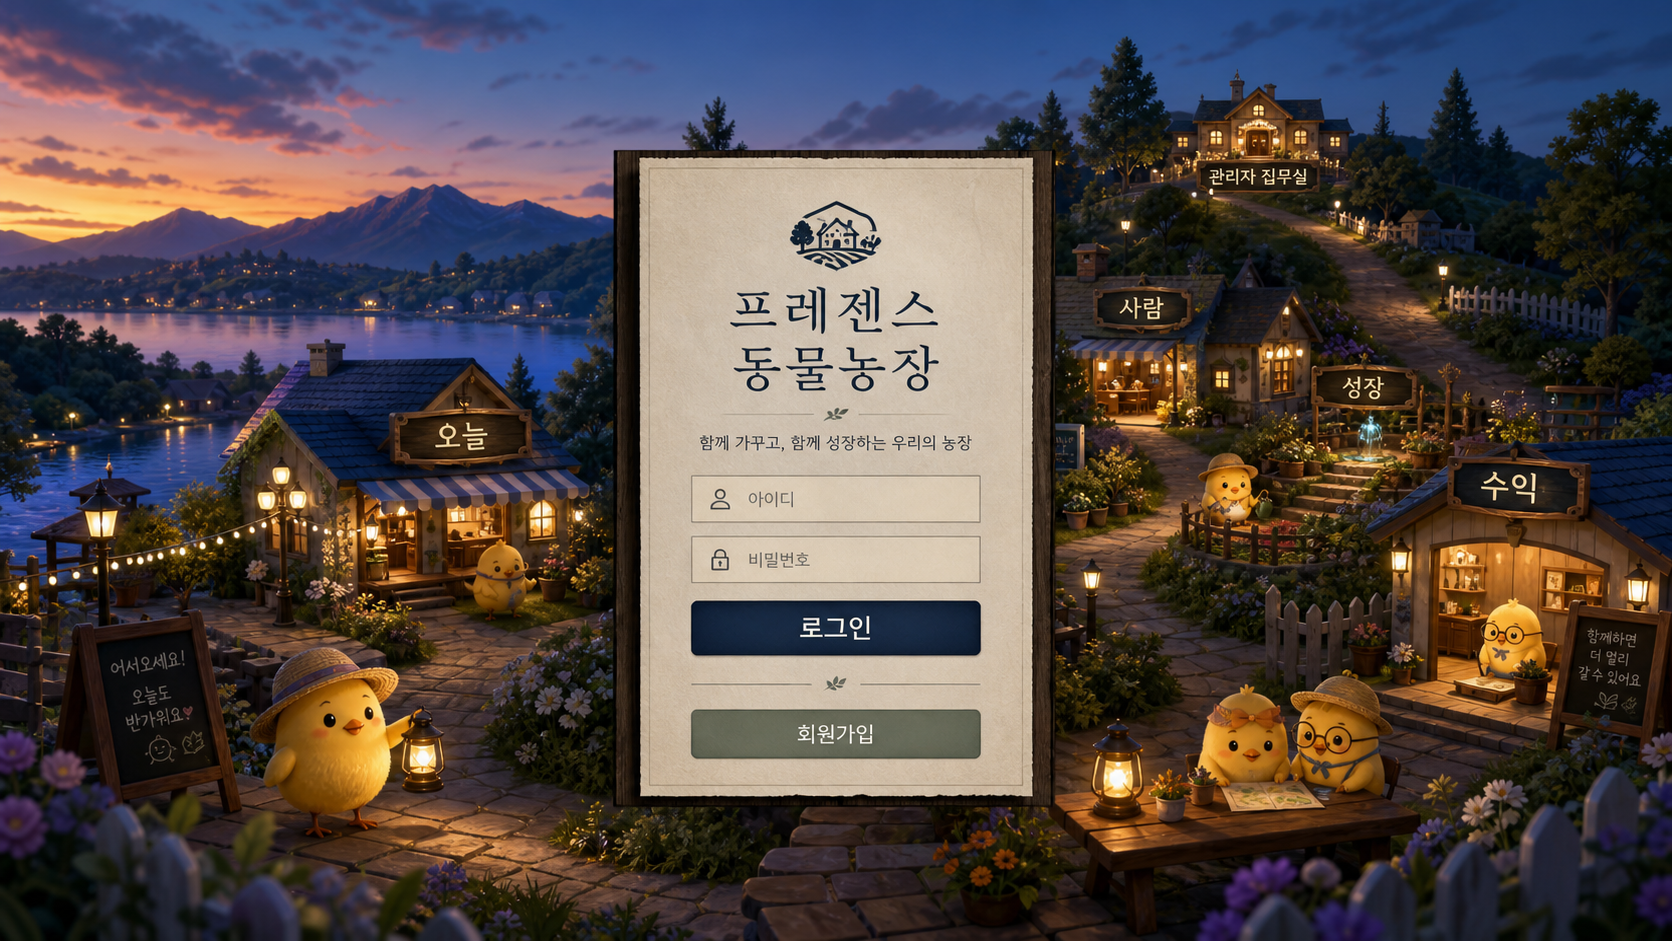 관리자 집무실
사람
성장
수익
오늘
프레젠스
동물농장
함께 가꾸고, 함께 성장하는 우리의 농장
아이디
비밀번호
로그인
회원가입
어서오세요!
오늘도
반가워요♥
함께하면
더 멀리
갈 수 있어요